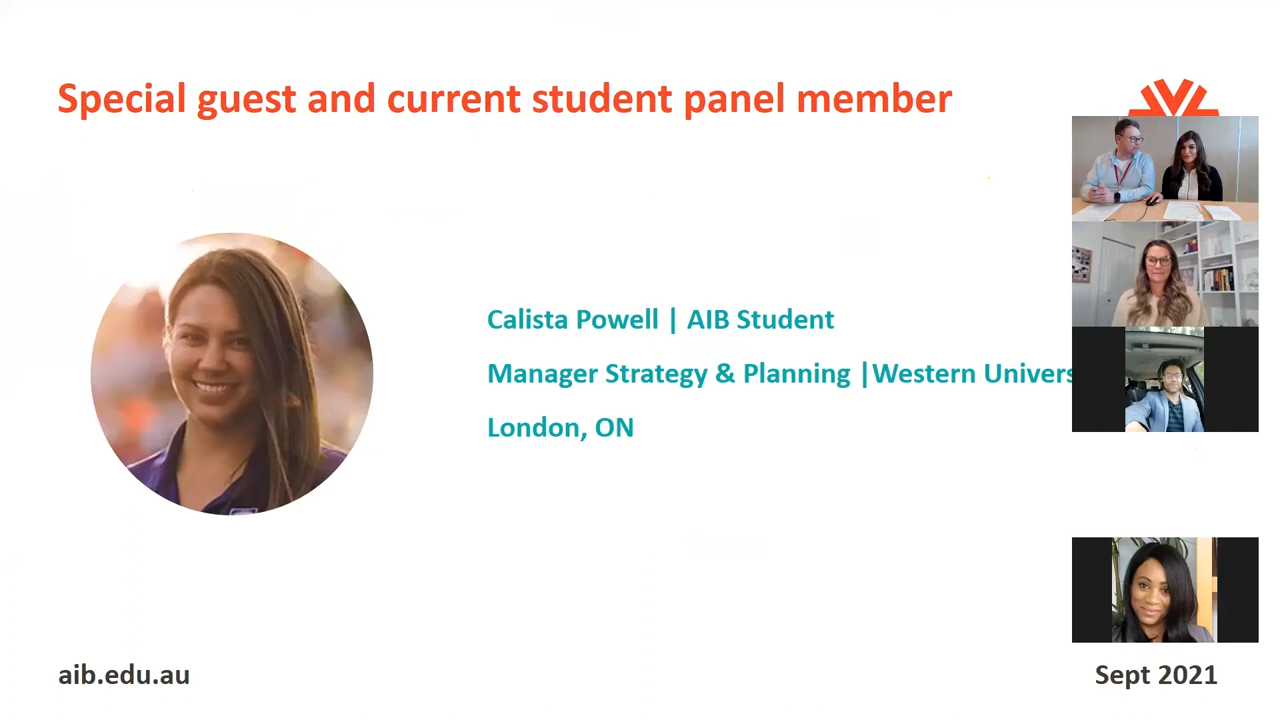 Special guest and current student panel member
Calista Powell | AIB Student
Manager Strategy & Planning |Western Univers
London, ON
aib.edu.au
Sept 2021